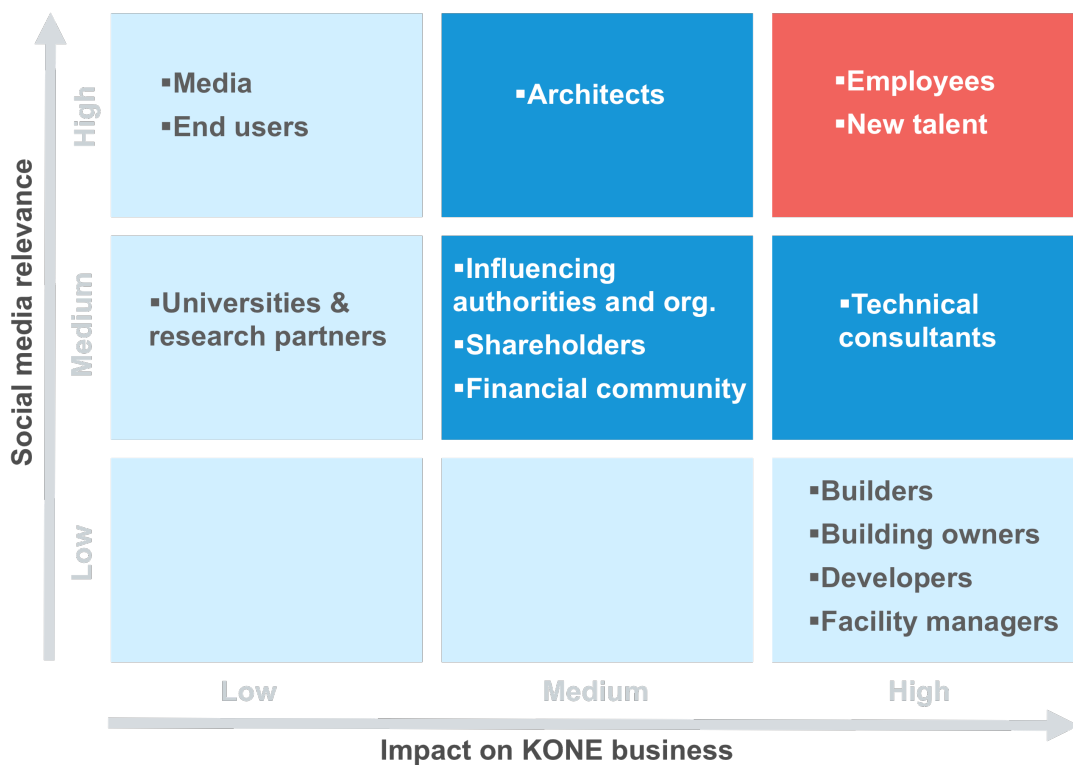 Social media relevance
High
▪Media
▪End users
▪Architects
▪Employees
▪New talent
Medium
▪Universities &
research partners
▪Influencing
authorities and org.
▪Shareholders
▪Financial community
▪Technical
consultants
Low
▪Builders
▪Building owners
▪Developers
▪Facility managers
Low
Medium
High
Impact on KONE business